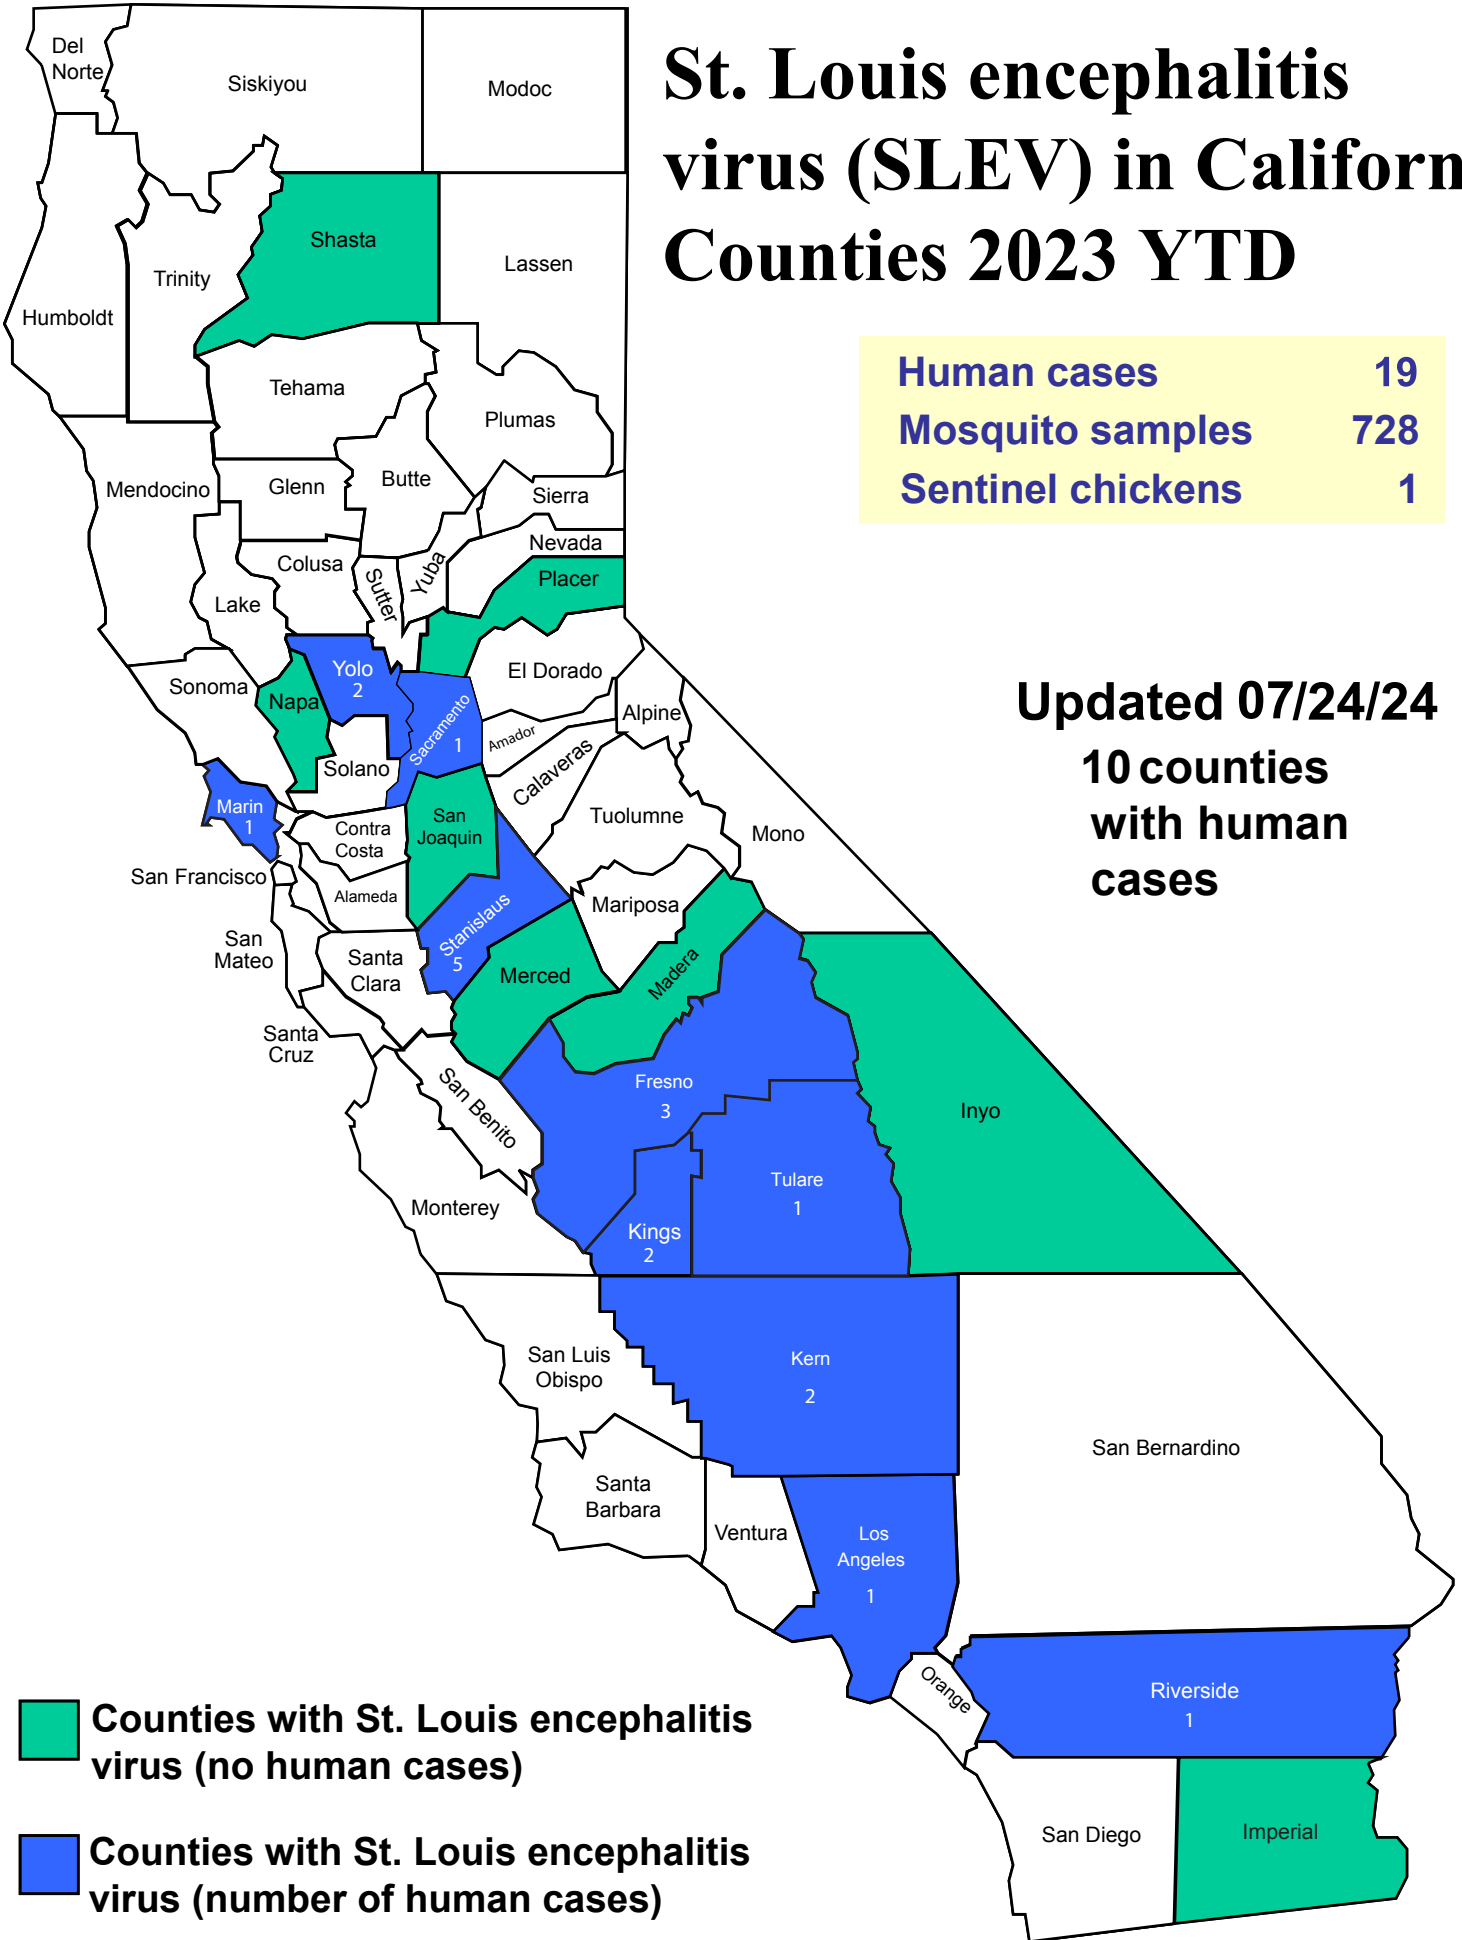 St. Louis encephalitis
virus (SLEV) in Californ
Counties 2023 YTD
Human cases 19
Mosquito samples 728
Sentinel chickens 1
Updated 07/24/24
10 counties
with human
cases
Del
Norte
Siskiyou
Modoc
Shasta
Lassen
Trinity
Humboldt
Tehama
Plumas
Mendocino
Glenn
Butte
Sierra
Nevada
Colusa
Sutter
Yuba
Placer
Lake
Sonoma
Napa
Yolo
2
El Dorado
Sacramento
1
Amador
Alpine
Solano
Calaveras
Marin
1
Contra
Costa
San
Joaquin
Tuolumne
Mono
San Francisco
Alameda
Stanislaus
5
Mariposa
San
Mateo
Santa
Clara
Merced
Madera
Santa
Cruz
San Benito
Fresno
3
Inyo
Monterey
Kings
2
Tulare
1
San Luis
Obispo
Kern
2
San Bernardino
Santa
Barbara
Ventura
Los
Angeles
1
Orange
Riverside
1
San Diego
Imperial
Counties with St. Louis encephalitis
virus (no human cases)
Counties with St. Louis encephalitis
virus (number of human cases)